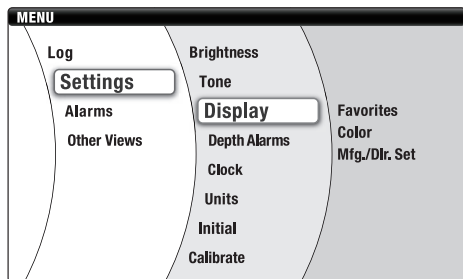 MENU
Log
Settings
Alarms
Other Views
Brightness
Tone
Display
Depth Alarms
Clock
Units
Initial
Calibrate
Favorites
Color
Mfg./Dlr. Set